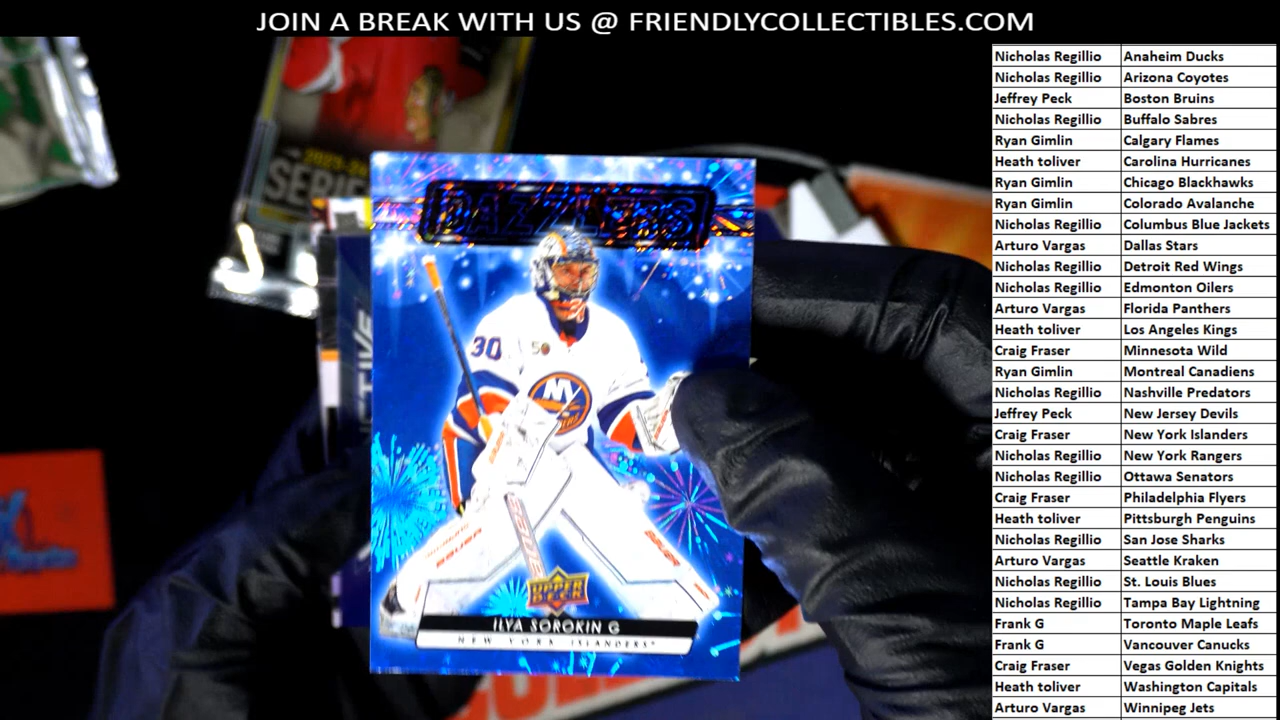 JOIN A BREAK WITH US @ FRIENDLYCOLLECTIBLES.COM
Nicholas Regillio Anaheim Ducks
Nicholas Regillio Arizona Coyotes
Jeffrey Peck Boston Bruins
Nicholas Regillio Buffalo Sabres
Ryan Gimlin Calgary Flames
Heath toliver Carolina Hurricanes
Ryan Gimlin Chicago Blackhawks
Ryan Gimlin Colorado Avalanche
Nicholas Regillio Columbus Blue Jackets
Arturo Vargas Dallas Stars
Nicholas Regillio Detroit Red Wings
Nicholas Regillio Edmonton Oilers
Arturo Vargas Florida Panthers
Heath toliver Los Angeles Kings
Craig Fraser Minnesota Wild
Ryan Gimlin Montreal Canadiens
Nicholas Regillio Nashville Predators
Jeffrey Peck New Jersey Devils
Craig Fraser New York Islanders
Nicholas Regillio New York Rangers
Nicholas Regillio Ottawa Senators
Craig Fraser Philadelphia Flyers
Heath toliver Pittsburgh Penguins
Nicholas Regillio San Jose Sharks
Arturo Vargas Seattle Kraken
Nicholas Regillio St. Louis Blues
Nicholas Regillio Tampa Bay Lightning
Frank G Toronto Maple Leafs
Frank G Vancouver Canucks
Craig Fraser Vegas Golden Knights
Heath toliver Washington Capitals
Arturo Vargas Winnipeg Jets
DAZZLERS
30
UPPER DECK
ILYA SOROKIN G
NEW YORK ISLANDERS